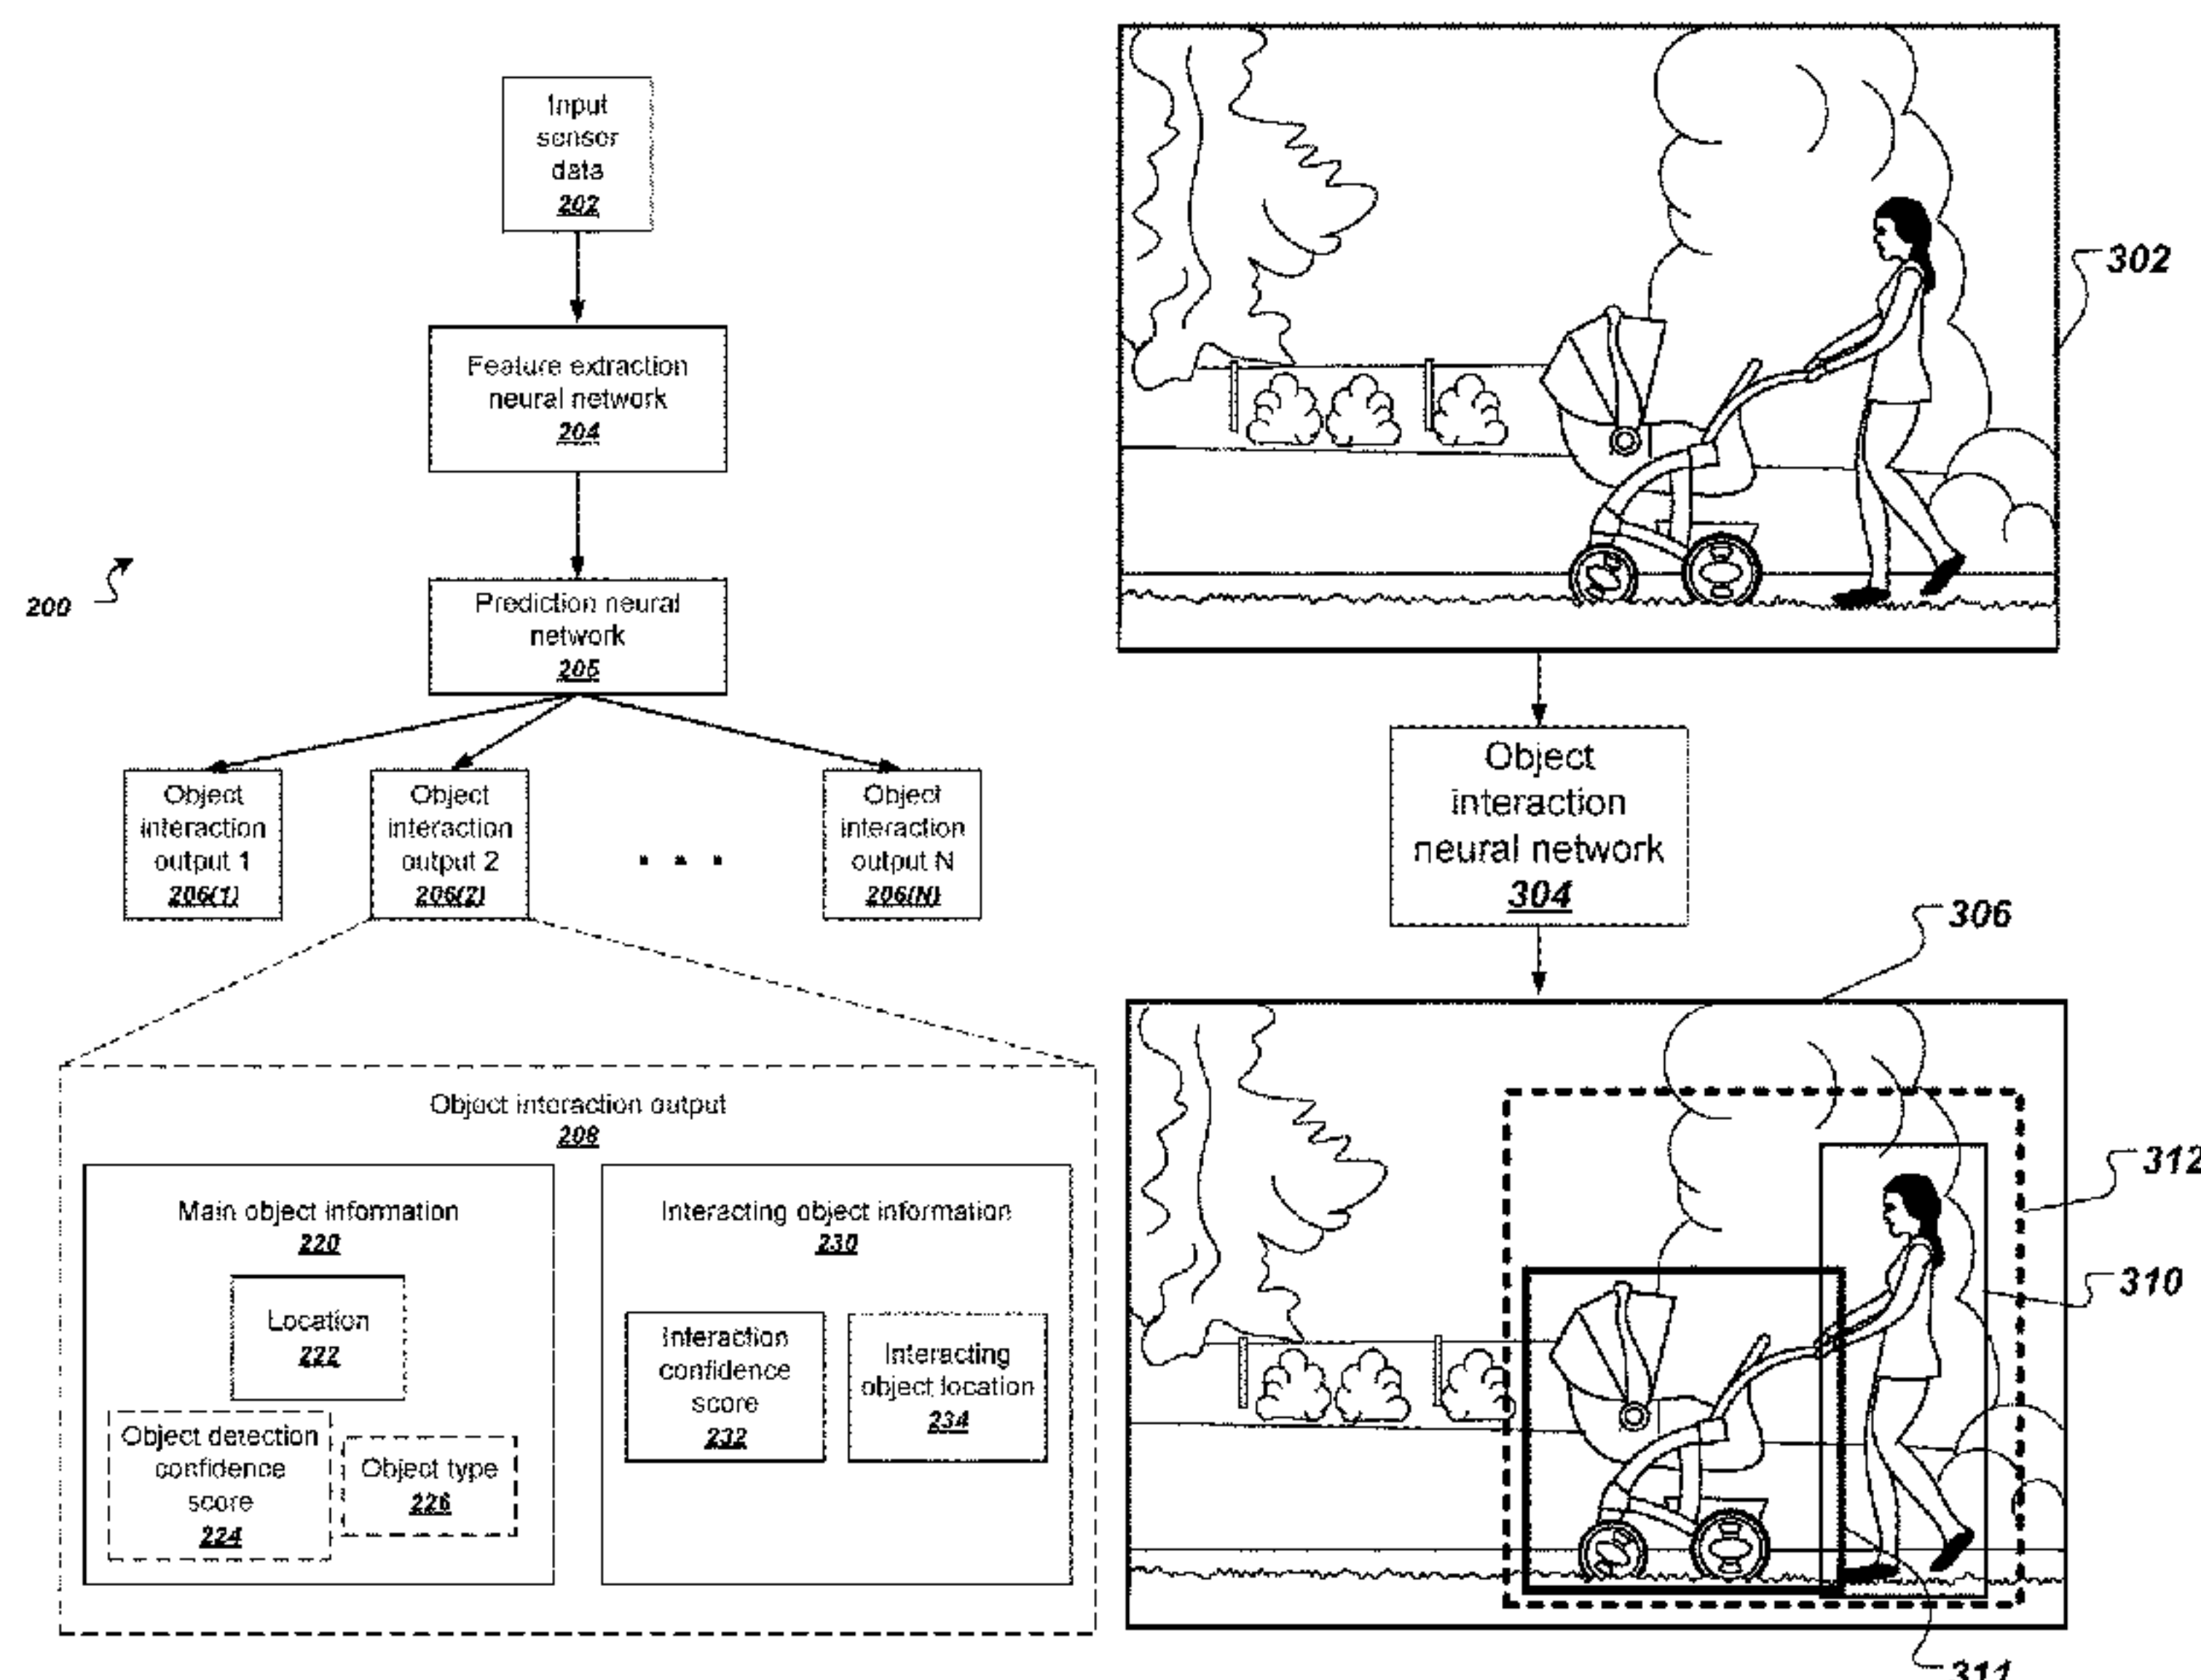 Input
sensor
data
202
Feature extraction
neural network
204
200
Prediction neural
network
205
Object
interaction
output 1
206(1)
Object
interaction
output 2
206(2)
. . .
Object
interaction
output N
206(N)
Object interaction output
208
Main object information
220
Location
222
Object detection
confidence
score
224
Object type
226
Interacting object information
230
Interaction
confidence
score
232
Interacting
object location
234
302
Object
interaction
neural network
304
306
312
310
311